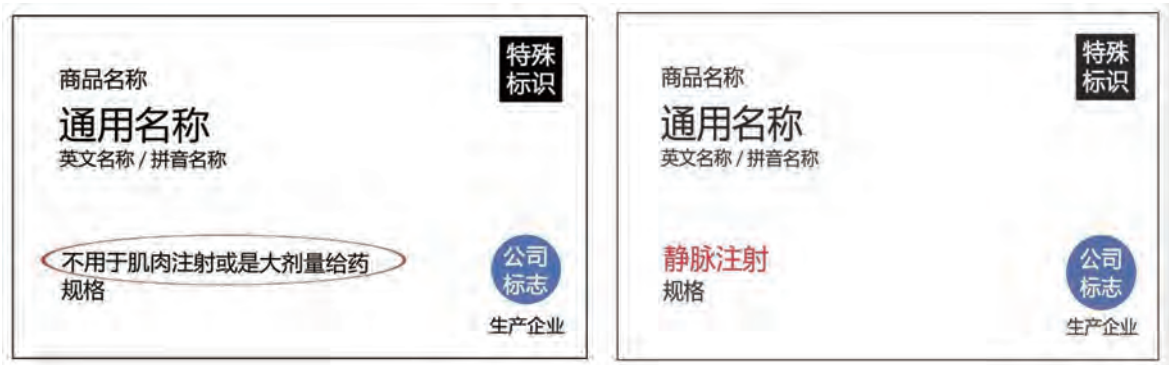 特殊
标识
商品名称
通用名称
英文名称 / 拼音名称
不用于肌肉注射或是大剂量给药
规格
公司
标志
生产企业
特殊
标识
商品名称
通用名称
英文名称 / 拼音名称
静脉注射
规格
公司
标志
生产企业